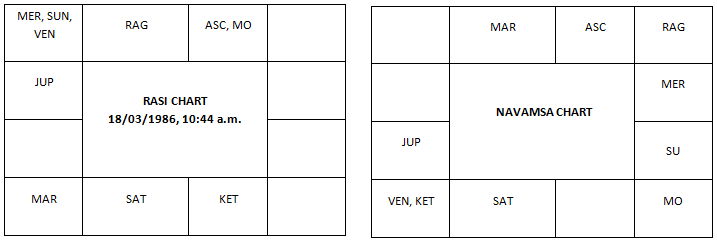 MER, SUN,
VEN
RAG
ASC, MO
JUP
RASI CHART
18/03/1986, 10:44 a.m.
MAR
SAT
KET
MAR
ASC
RAG
MER
NAVAMSA CHART
JUP
SU
VEN, KET
SAT
MO